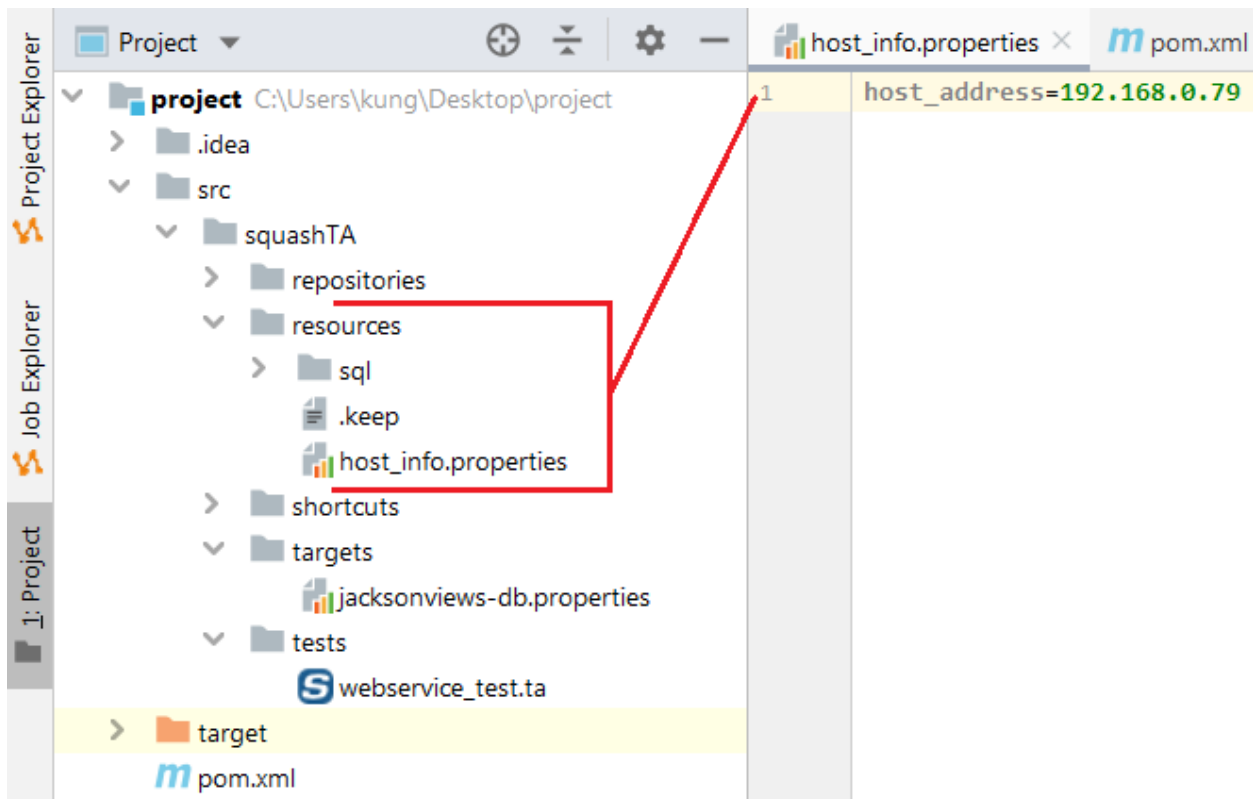 Project Explorer
Job Explorer
1: Project
Project
project C:\Users\kung\Desktop\project
.idea
src
squashTA
repositories
resources
sql
.keep
host_info.properties
shortcuts
targets
jacksonviews-db.properties
tests
S webservice_test.ta
target
m pom.xml
host_info.properties
m pom.xml
1 host_address=192.168.0.79